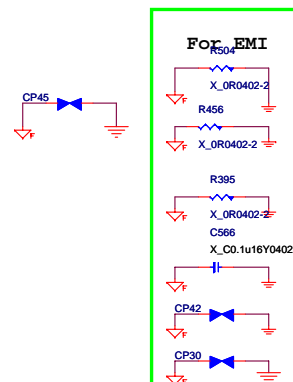 For EMI
R504
X_0R0402-2
CP45
F
F
R456
X_0R0402-2
F
R395
X_0R0402-2
F
C566
X_C0.1u16Y0402
F
CP42
F
CP30
F